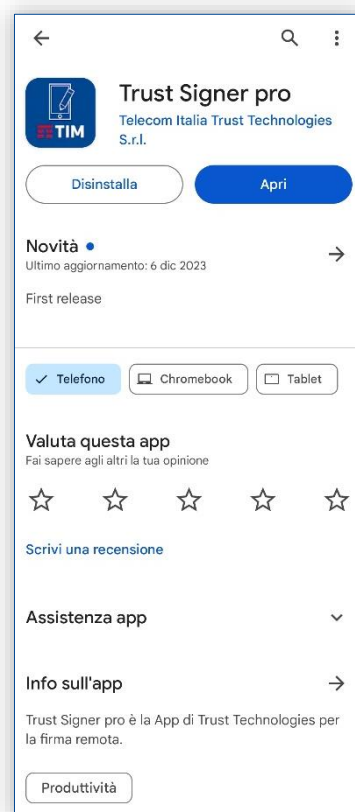 Trust Signer pro
TIM
Telecom Italia Trust Technologies
S.r.l.
Disinstalla
Apri
Novità
Ultimo aggiornamento: 6 dic 2023
First release
Telefono
Chromebook
Tablet
Valuta questa app
Fai sapere agli altri la tua opinione
Scrivi una recensione
Assistenza app
Info sull'app
Trust Signer pro è la App di Trust Technologies per
la firma remota.
Produttività